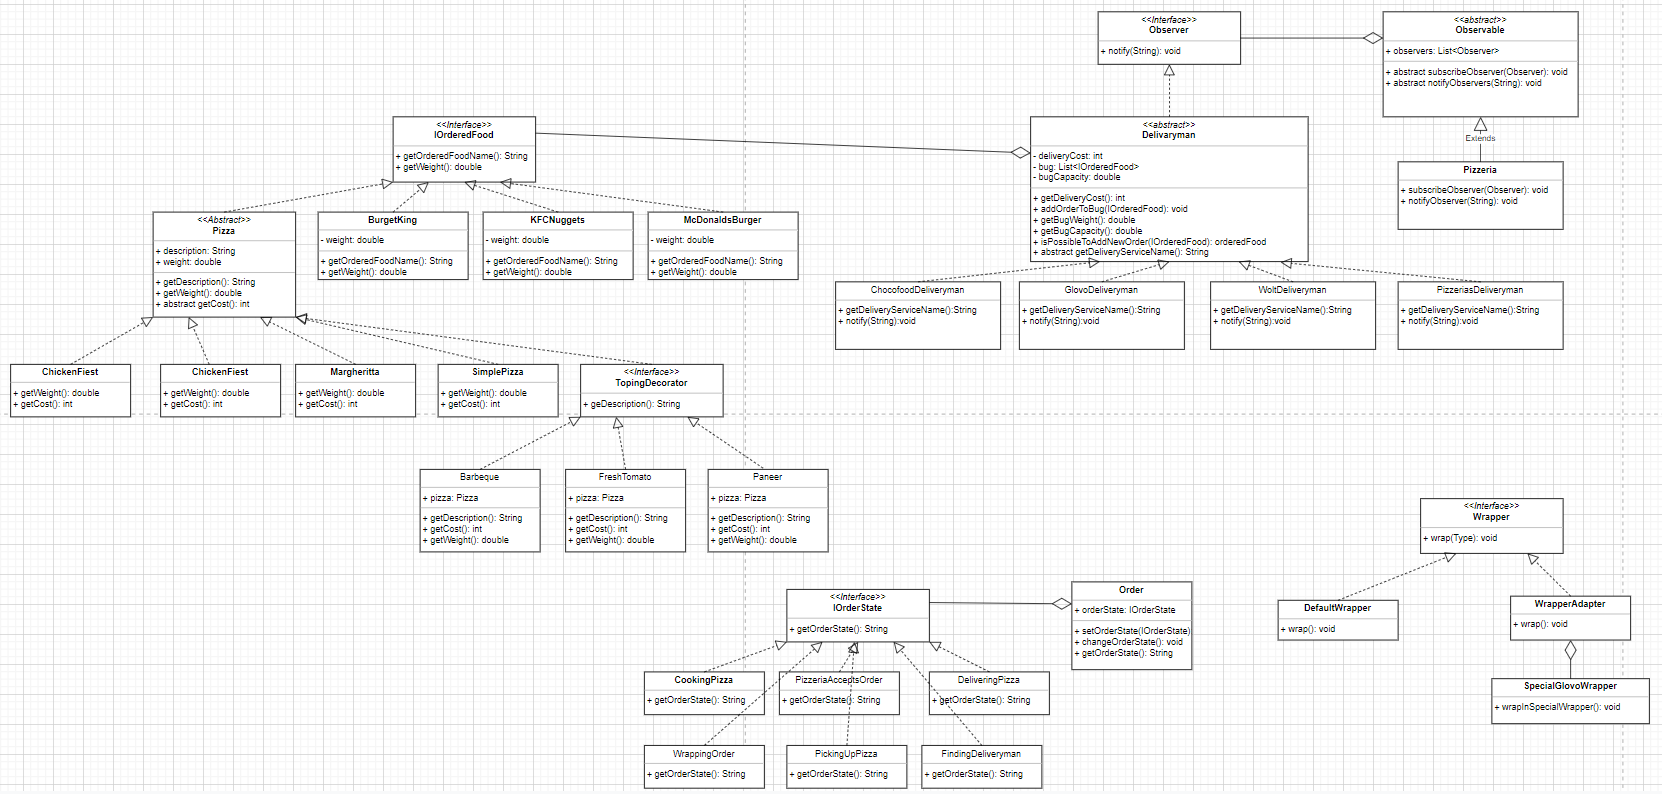 <<Interface>>
Observer
+ notify(String): void
<<abstract>>
Observable
+ observers: List<Observer>
+ abstract subscribeObserver(Observer): void
+ abstract notifyObservers(String): void
Extends
Pizzeria
+ subscribeObserver(Observer): void
+ notifyObserver(String): void
<<Interface>>
IOrderedFood
+ getOrderedFoodName(): String
+ getWeight(): double
<<abstract>>
Delivaryman
- deliveryCost: int
- bug: List<IOrderedFood>
- bugCapacity: double
+ getDeliveryCost(): int
+ addOrderToBug(IOrderedFood): void
+ getBugWeight(): double
+ getBugCapacity(): double
+ isPossibleToAddNewOrder(IOrderedFood): orderedFood
+ abstract getDeliveryServiceName(): String
<<Abstract>>
Pizza
+ description: String
+ weight: double
+ getDescription(): String
+ getWeight(): double
+ abstract getCost(): int
BurgetKing
- weight: double
+ getOrderedFoodName(): String
+ getWeight(): double
KFCNuggets
- weight: double
+ getOrderedFoodName(): String
+ getWeight(): double
McDonaldsBurger
- weight: double
+ getOrderedFoodName(): String
+ getWeight(): double
ChocofoodDeliveryman
+ getDeliveryServiceName():String
+ notify(String):void
GlovoDeliveryman
+ getDeliveryServiceName():String
+ notify(String):void
WoltDeliveryman
+ getDeliveryServiceName():String
+ notify(String):void
PizzeriasDeliveryman
+ getDeliveryServiceName():String
+ notify(String):void
ChickenFiest
+ getWeight(): double
+ getCost(): int
ChickenFiest
+ getWeight(): double
+ getCost(): int
Margheritta
+ getWeight(): double
+ getCost(): int
SimplePizza
+ getWeight(): double
+ getCost(): int
<<Interface>>
TopingDecorator
+ geDescription(): String
Barbeque
+ pizza: Pizza
+ getDescription(): String
+ getCost(): int
+ getWeight(): double
FreshTomato
+ pizza: Pizza
+ getDescription(): String
+ getCost(): int
+ getWeight(): double
Paneer
+ pizza: Pizza
+ getDescription(): String
+ getCost(): int
+ getWeight(): double
<<Interface>>
Wrapper
+ wrap(Type): void
DefaultWrapper
+ wrap(): void
WrapperAdapter
+ wrap(): void
SpecialGlovoWrapper
+ wrapInSpecialWrapper(): void
<<Interface>>
IOrderState
+ getOrderState(): String
Order
+ orderState: IOrderState
+ setOrderState(IOrderState)
+ changeOrderState(): void
+ getOrderState(): String
CookingPizza
+ getOrderState(): String
PizzeriaAcceptsOrder
+ getOrderState(): String
DeliveringPizza
+ getOrderState(): String
WrappingOrder
+ getOrderState(): String
PickingUpPizza
+ getOrderState(): String
FindingDeliveryman
+ getOrderState(): String